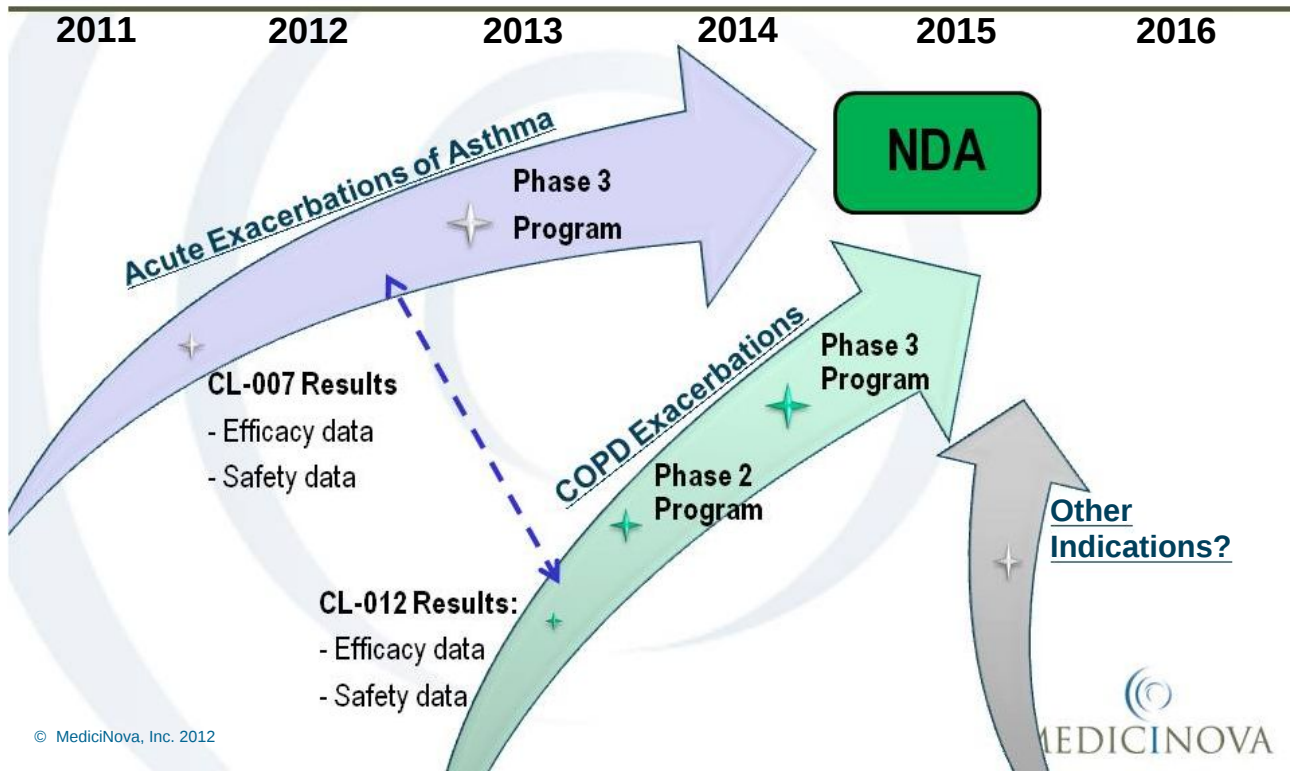 2011 2012 2013 2014 2015 2016
Acute Exacerbations of Asthma
Phase 3
Program
NDA
CL-007 Results
- Efficacy data
- Safety data
COPD Exacerbations
Phase 3
Program
Phase 2
Program
Other
Indications?
CL-012 Results:
- Efficacy data
- Safety data
© MediciNova, Inc. 2012
MEDICINOVA